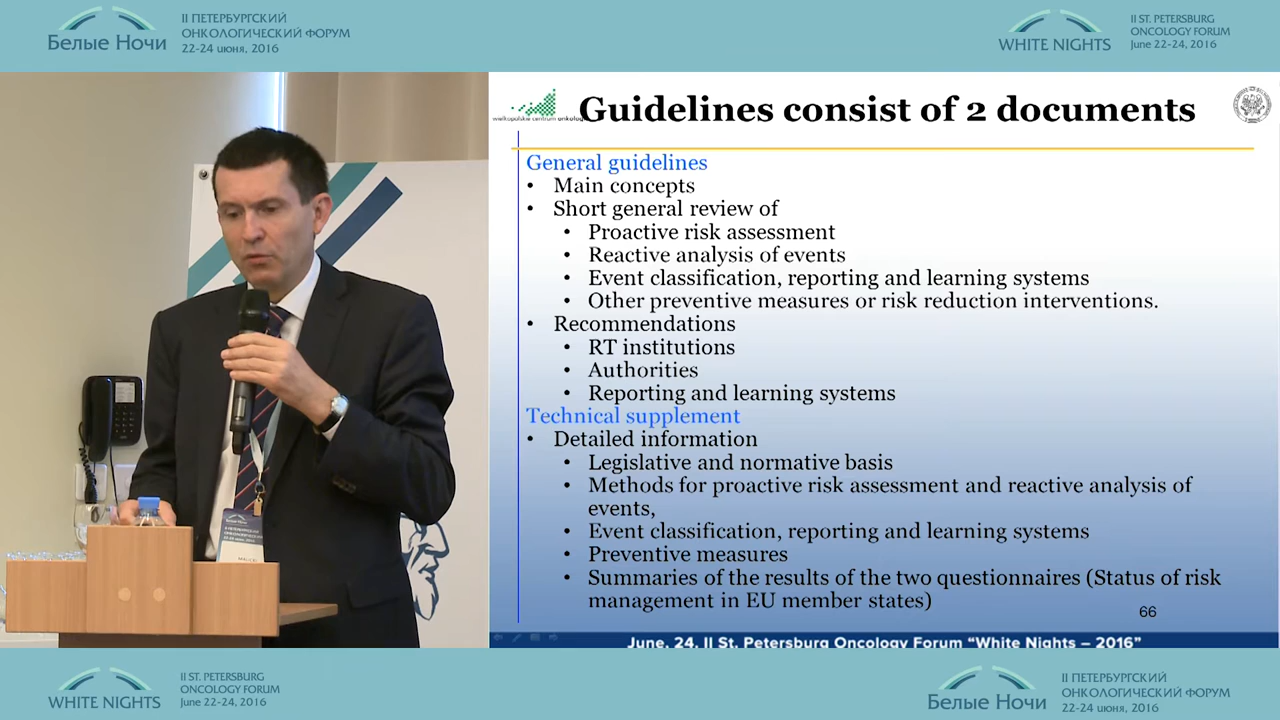 Белые Ночи
II ПЕТЕРБУРГСКИЙ
ОНКОЛОГИЧЕСКИЙ ФОРУМ
22-24 июня, 2016
WHITE NIGHTS
II ST. PETERSBURG
ONCOLOGY FORUM
June 22-24, 2016
Guidelines consist of 2 documents
General guidelines
• Main concepts
• Short general review of
• Proactive risk assessment
• Reactive analysis of events
• Event classification, reporting and learning systems
• Other preventive measures or risk reduction interventions.
• Recommendations
• RT institutions
• Authorities
• Reporting and learning systems
Technical supplement
• Detailed information
• Legislative and normative basis
• Methods for proactive risk assessment and reactive analysis of
events,
• Event classification, reporting and learning systems
• Preventive measures
• Summaries of the results of the two questionnaires (Status of risk
management in EU member states)
66
June, 24, II St. Petersburg Oncology Forum “White Nights – 2016”
Белые Ночи
II ПЕТЕРБУРГСКИЙ
WHITE NIGHTS
II ST. PETERSBURG
ONCOLOGY FORUM
June 22-24, 2016
Белые Ночи
II ПЕТЕРБУРГСКИЙ
ОНКОЛОГИЧЕСКИЙ ФОРУМ
22-24 июня, 2016